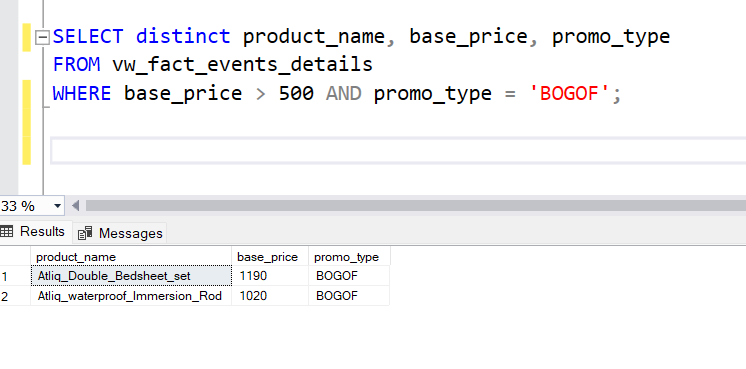 SELECT distinct product_name, base_price, promo_type
FROM vw_fact_events_details
WHERE base_price > 500 AND promo_type = 'BOGOF';
33 %
Results Messages
product_name base_price promo_type
1 Atliq_Double_Bedsheet_set 1190 BOGOF
2 Atliq_waterproof_Immersion_Rod 1020 BOGOF